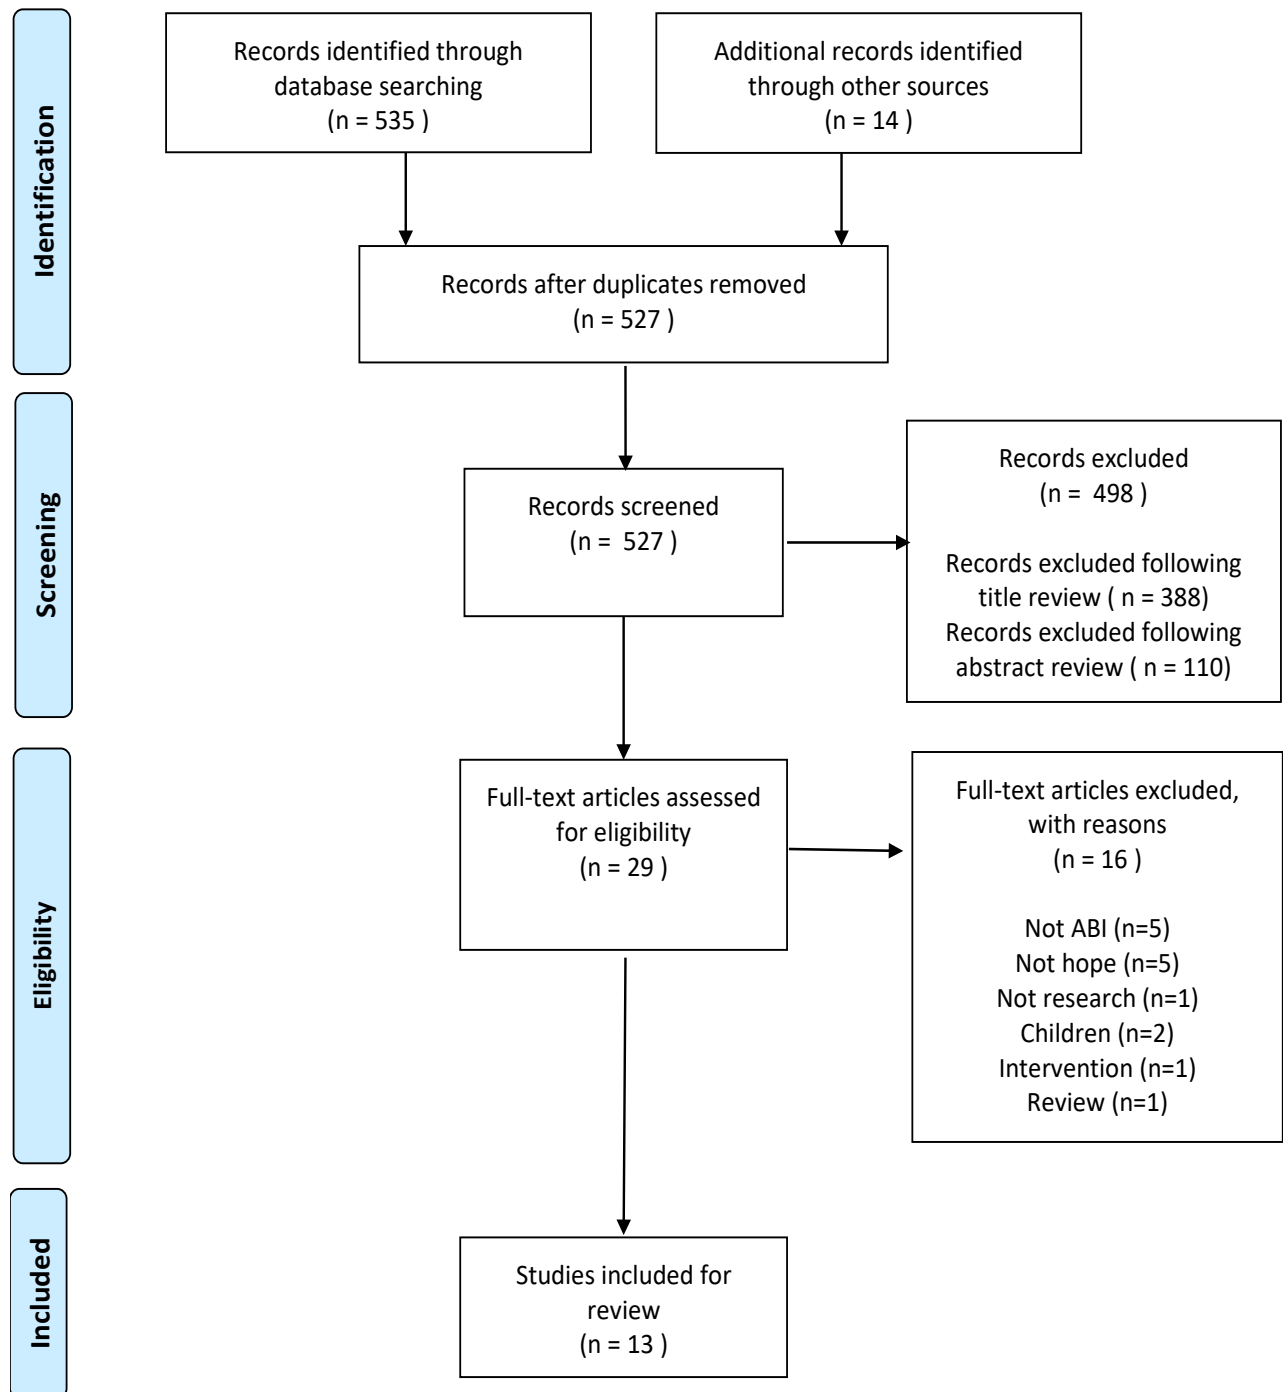 Identification
Records identified through
database searching
(n = 535 )
Additional records identified
through other sources
(n = 14 )
Records after duplicates removed
(n = 527 )
Screening
Records screened
(n = 527 )
Records excluded
(n = 498 )
Records excluded following
title review ( n = 388)
Records excluded following
abstract review ( n = 110)
Eligibility
Full-text articles assessed
for eligibility
(n = 29 )
Full-text articles excluded,
with reasons
(n = 16 )
Not ABI (n=5)
Not hope (n=5)
Not research (n=1)
Children (n=2)
Intervention (n=1)
Review (n=1)
Included
Studies included for
review
(n = 13 )